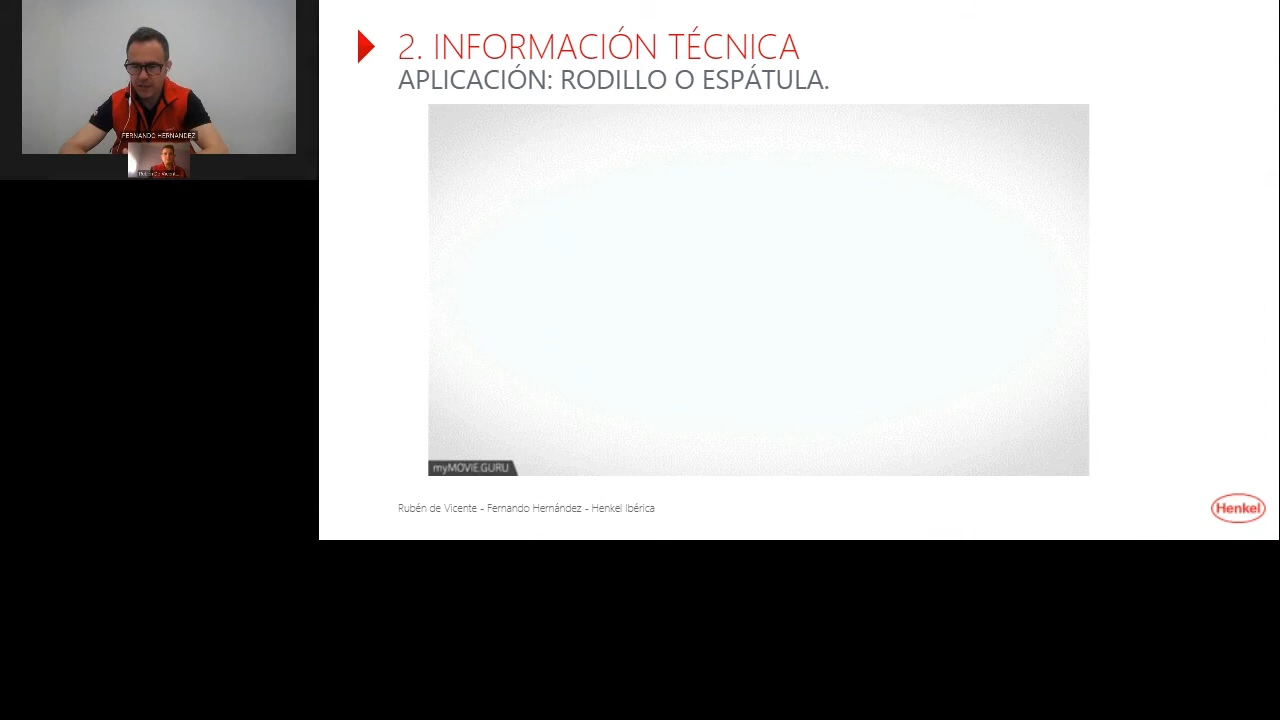 FERNANDO HERNANDEZ
2. INFORMACIÓN TÉCNICA
APLICACIÓN: RODILLO O ESPÁTULA.
myMOVIE.GURU
Rubén de Vicente - Fernando Hernández - Henkel Ibérica
Henkel